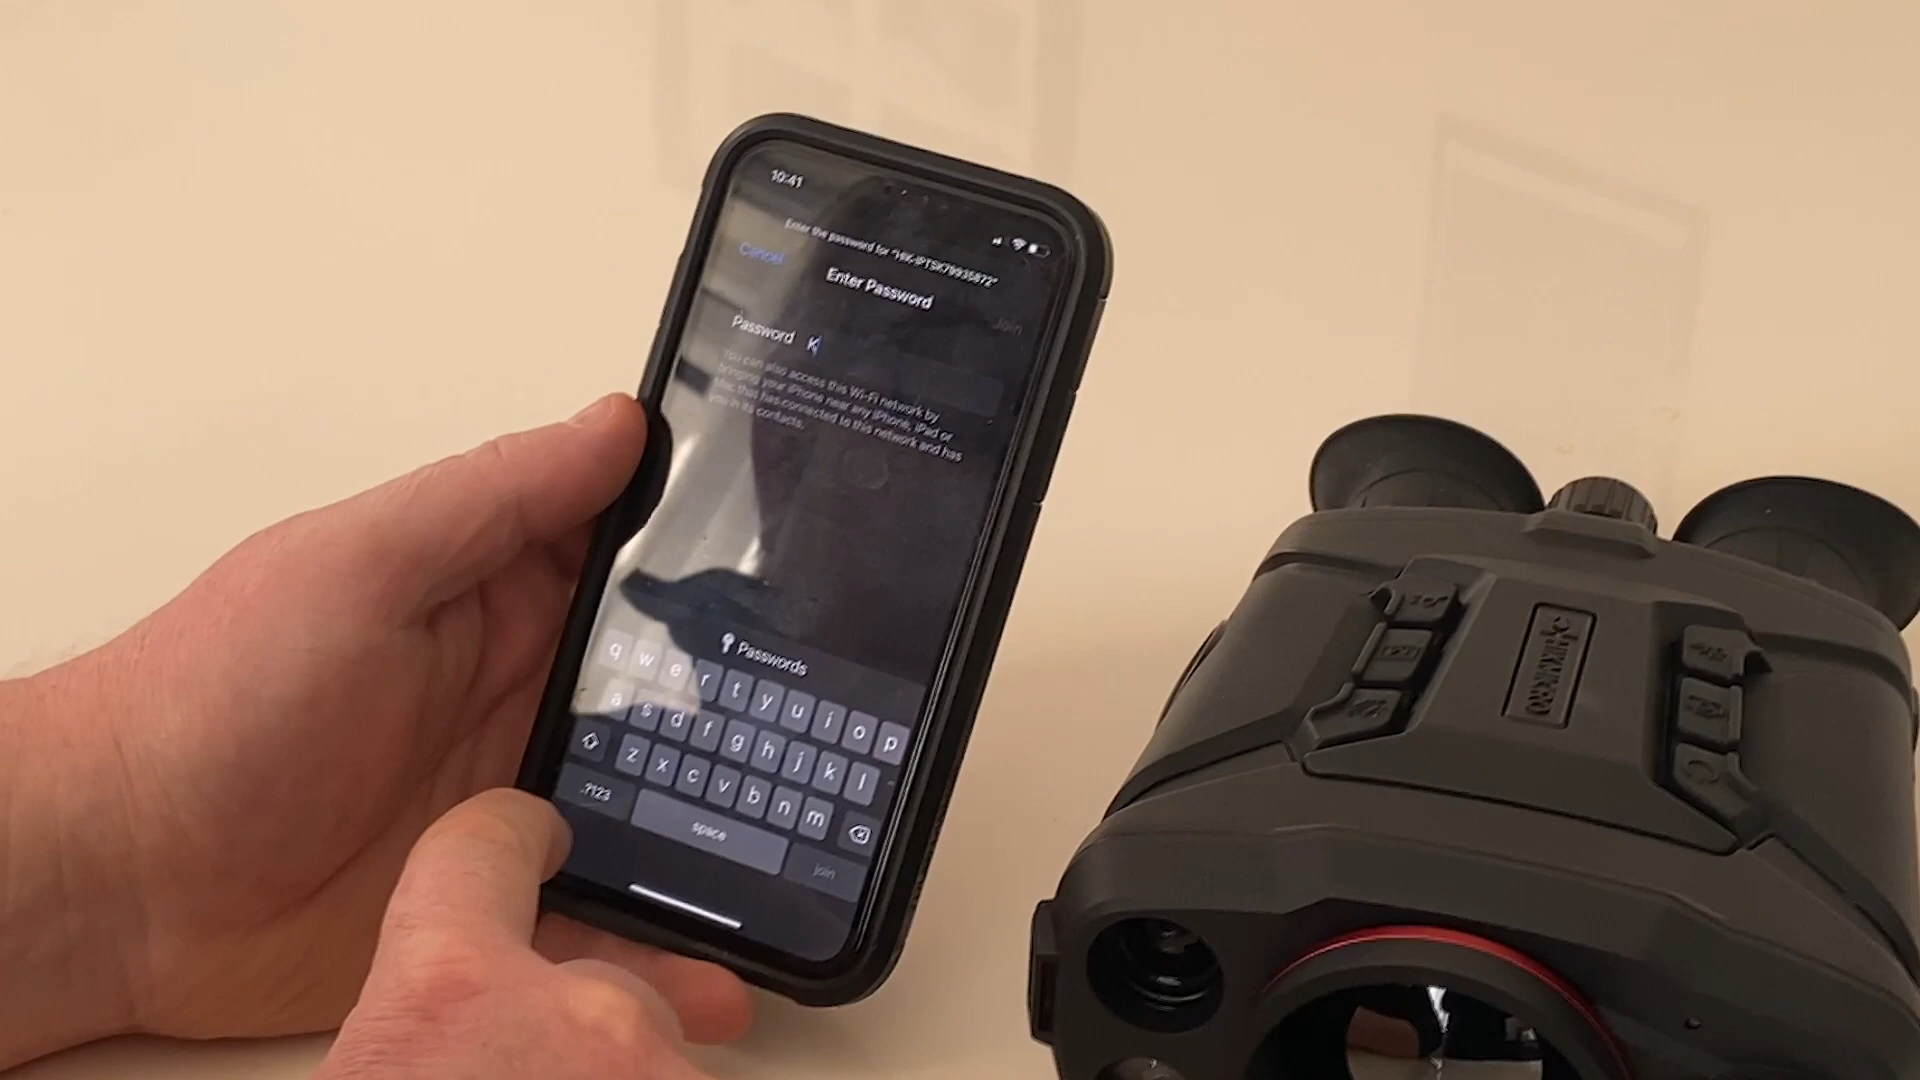 10:41
Enter the password for "HIK-IPTSK79935672"
Cancel
Enter Password
Join
Password K
You can also access this Wi-Fi network by
bringing your iPhone near any iPhone, iPad or
Mac that has connected to this network and has
you in its contacts.
Passwords
q w e r t y u i o p
a s d f g h j k l
z x c v b n m
.?123
space
join
HIKMICRO